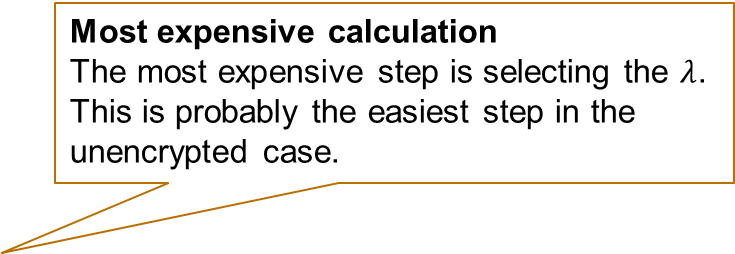 Most expensive calculation
The most expensive step is selecting the 𝜆.
This is probably the easiest step in the
unencrypted case.